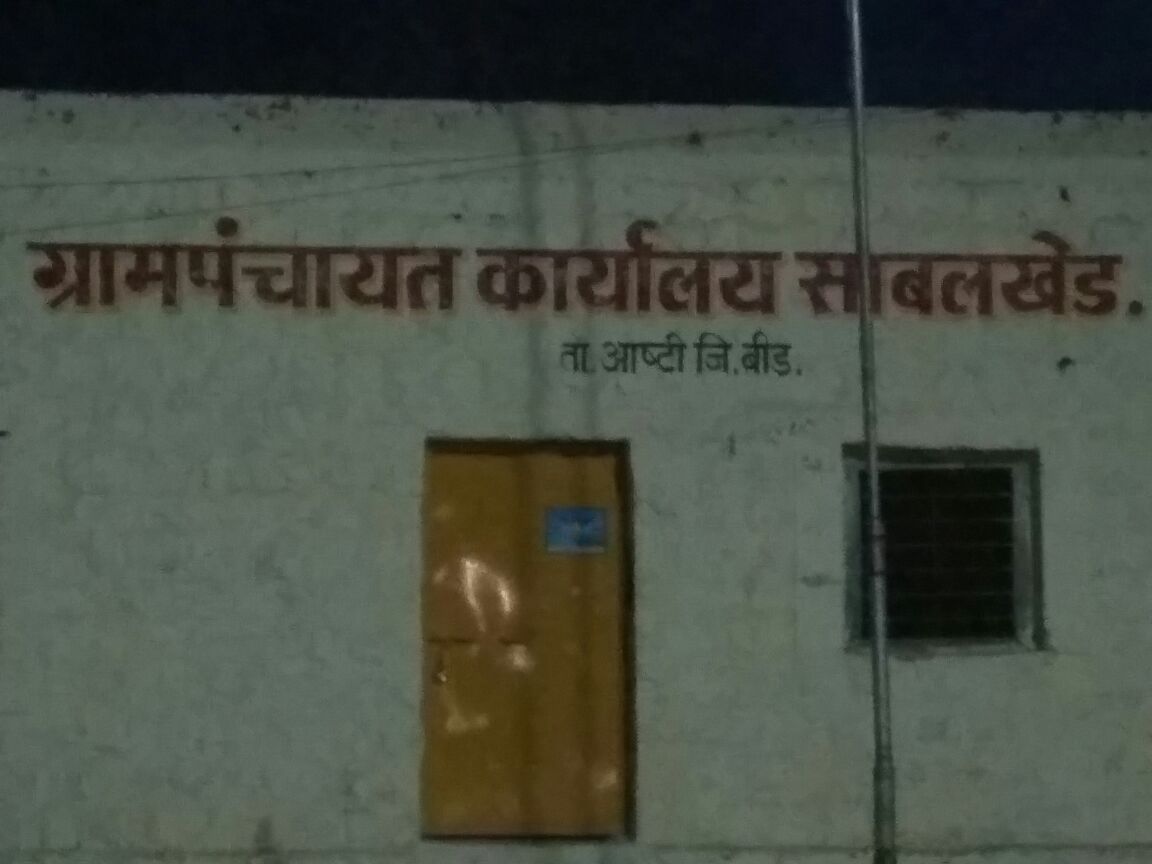 ग्रामपंचायत कार्यालय साबलखेड.
ता.आष्टी जि.बीड.